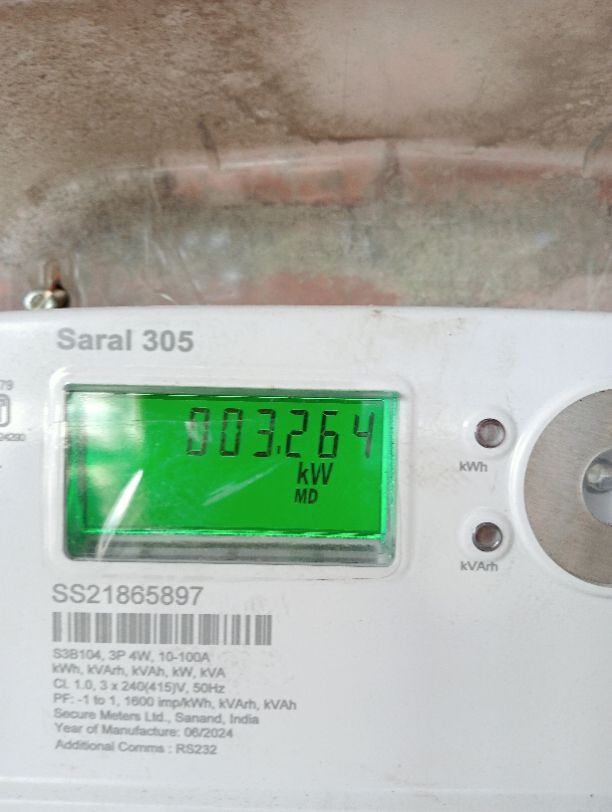 Saral 305
79
003.264
kW
MD
kWh
kVArh
SS21865897
S3B104, 3P 4W, 10-100A
kWh, kVArh, kVAh, kW, kVA
Cl. 1.0, 3 x 240(415)V, 50Hz
PF: -1 to 1, 1600 imp/kWh, kVArh, kVAh
Secure Meters Ltd., Sanand, India
Year of Manufacture: 06/2024
Additional Comms : RS232